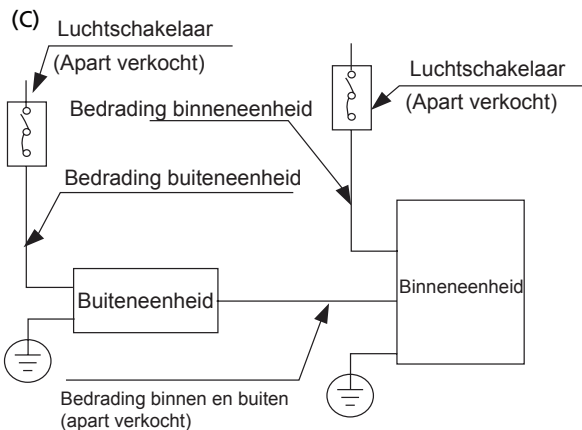 (C)
Luchtschakelaar
(Apart verkocht)
Luchtschakelaar
(Apart verkocht)
Bedrading binneneenheid
Bedrading buiteneenheid
Buiteneenheid
Binneneenheid
Bedrading binnen en buiten
(apart verkocht)